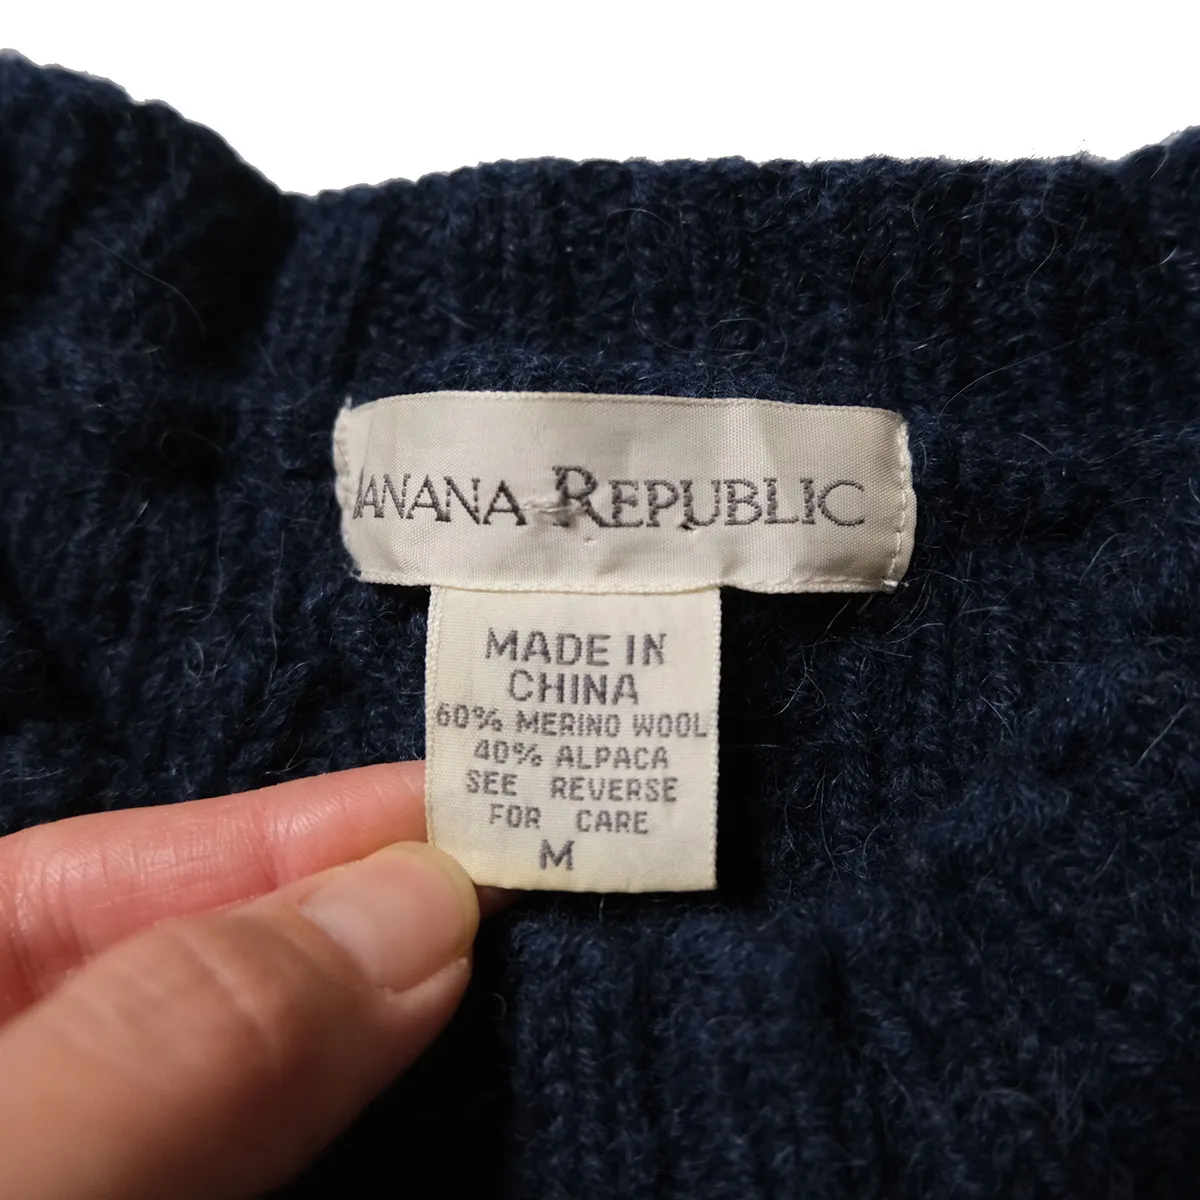 BANANA REPUBLIC
MADE IN
CHINA
60% MERINO WOOL
40% ALPACA
SEE REVERSE
FOR CARE
M